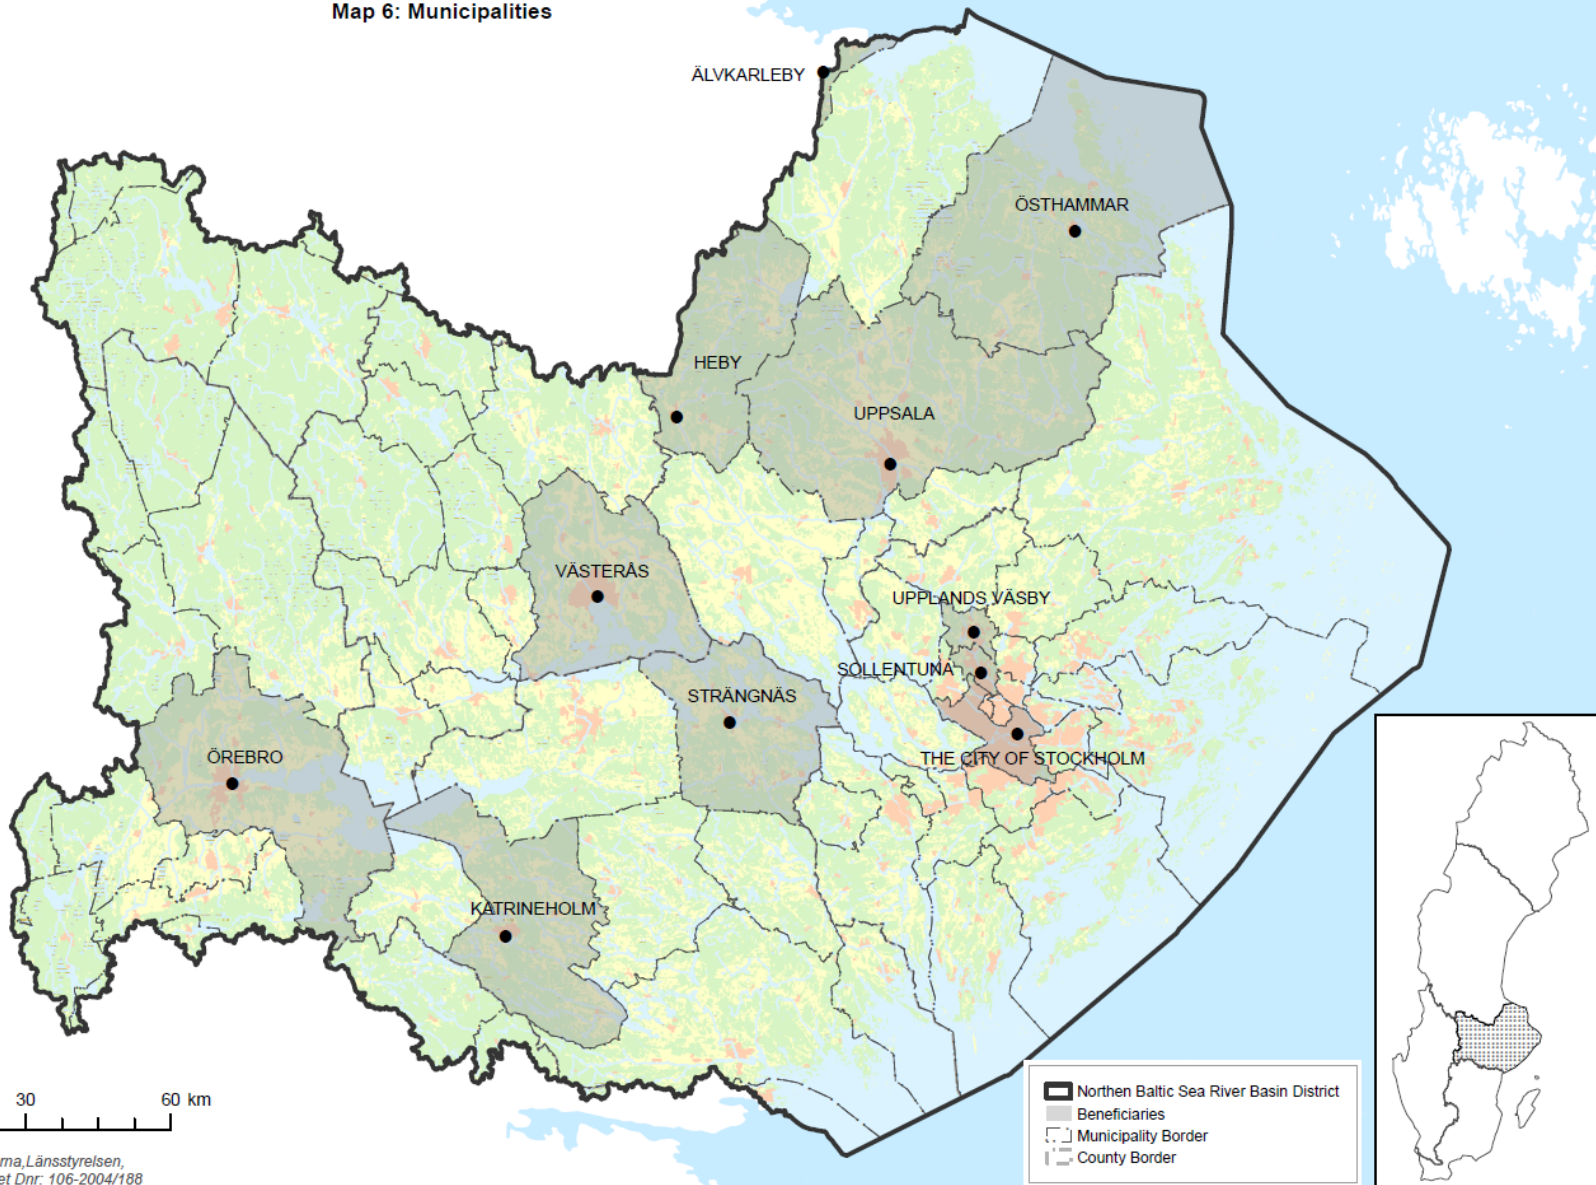 Map 6: Municipalities
ÄLVKARLEBY
ÖSTHAMMAR
HEBY
UPPSALA
VÄSTERÅS
UPPLANDS VÄSBY
SOLLENTUNA
STRÄNGNÄS
ÖREBRO
THE CITY OF STOCKHOLM
KATRINEHOLM
30 60 km
rna,Länsstyrelsen,
et Dnr: 106-2004/188
Northen Baltic Sea River Basin District
Beneficiaries
Municipality Border
County Border